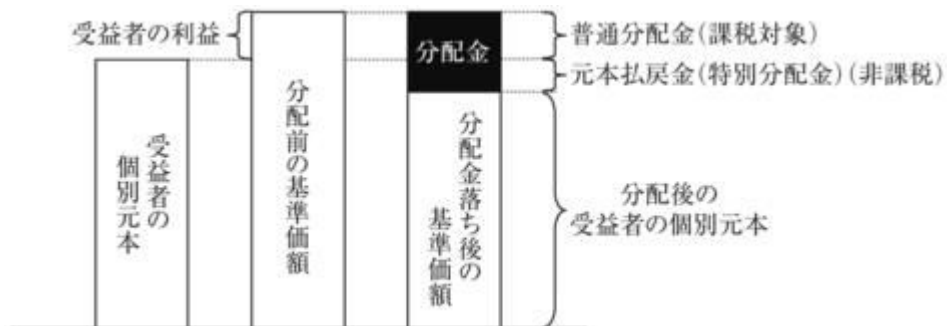 受益者の利益
受益者の
個別元本
分配前の基準価額
分配金
分配金落ち後の
基準価額
普通分配金(課税対象)
元本払戻金(特別分配金)(非課税)
分配後の
受益者の個別元本